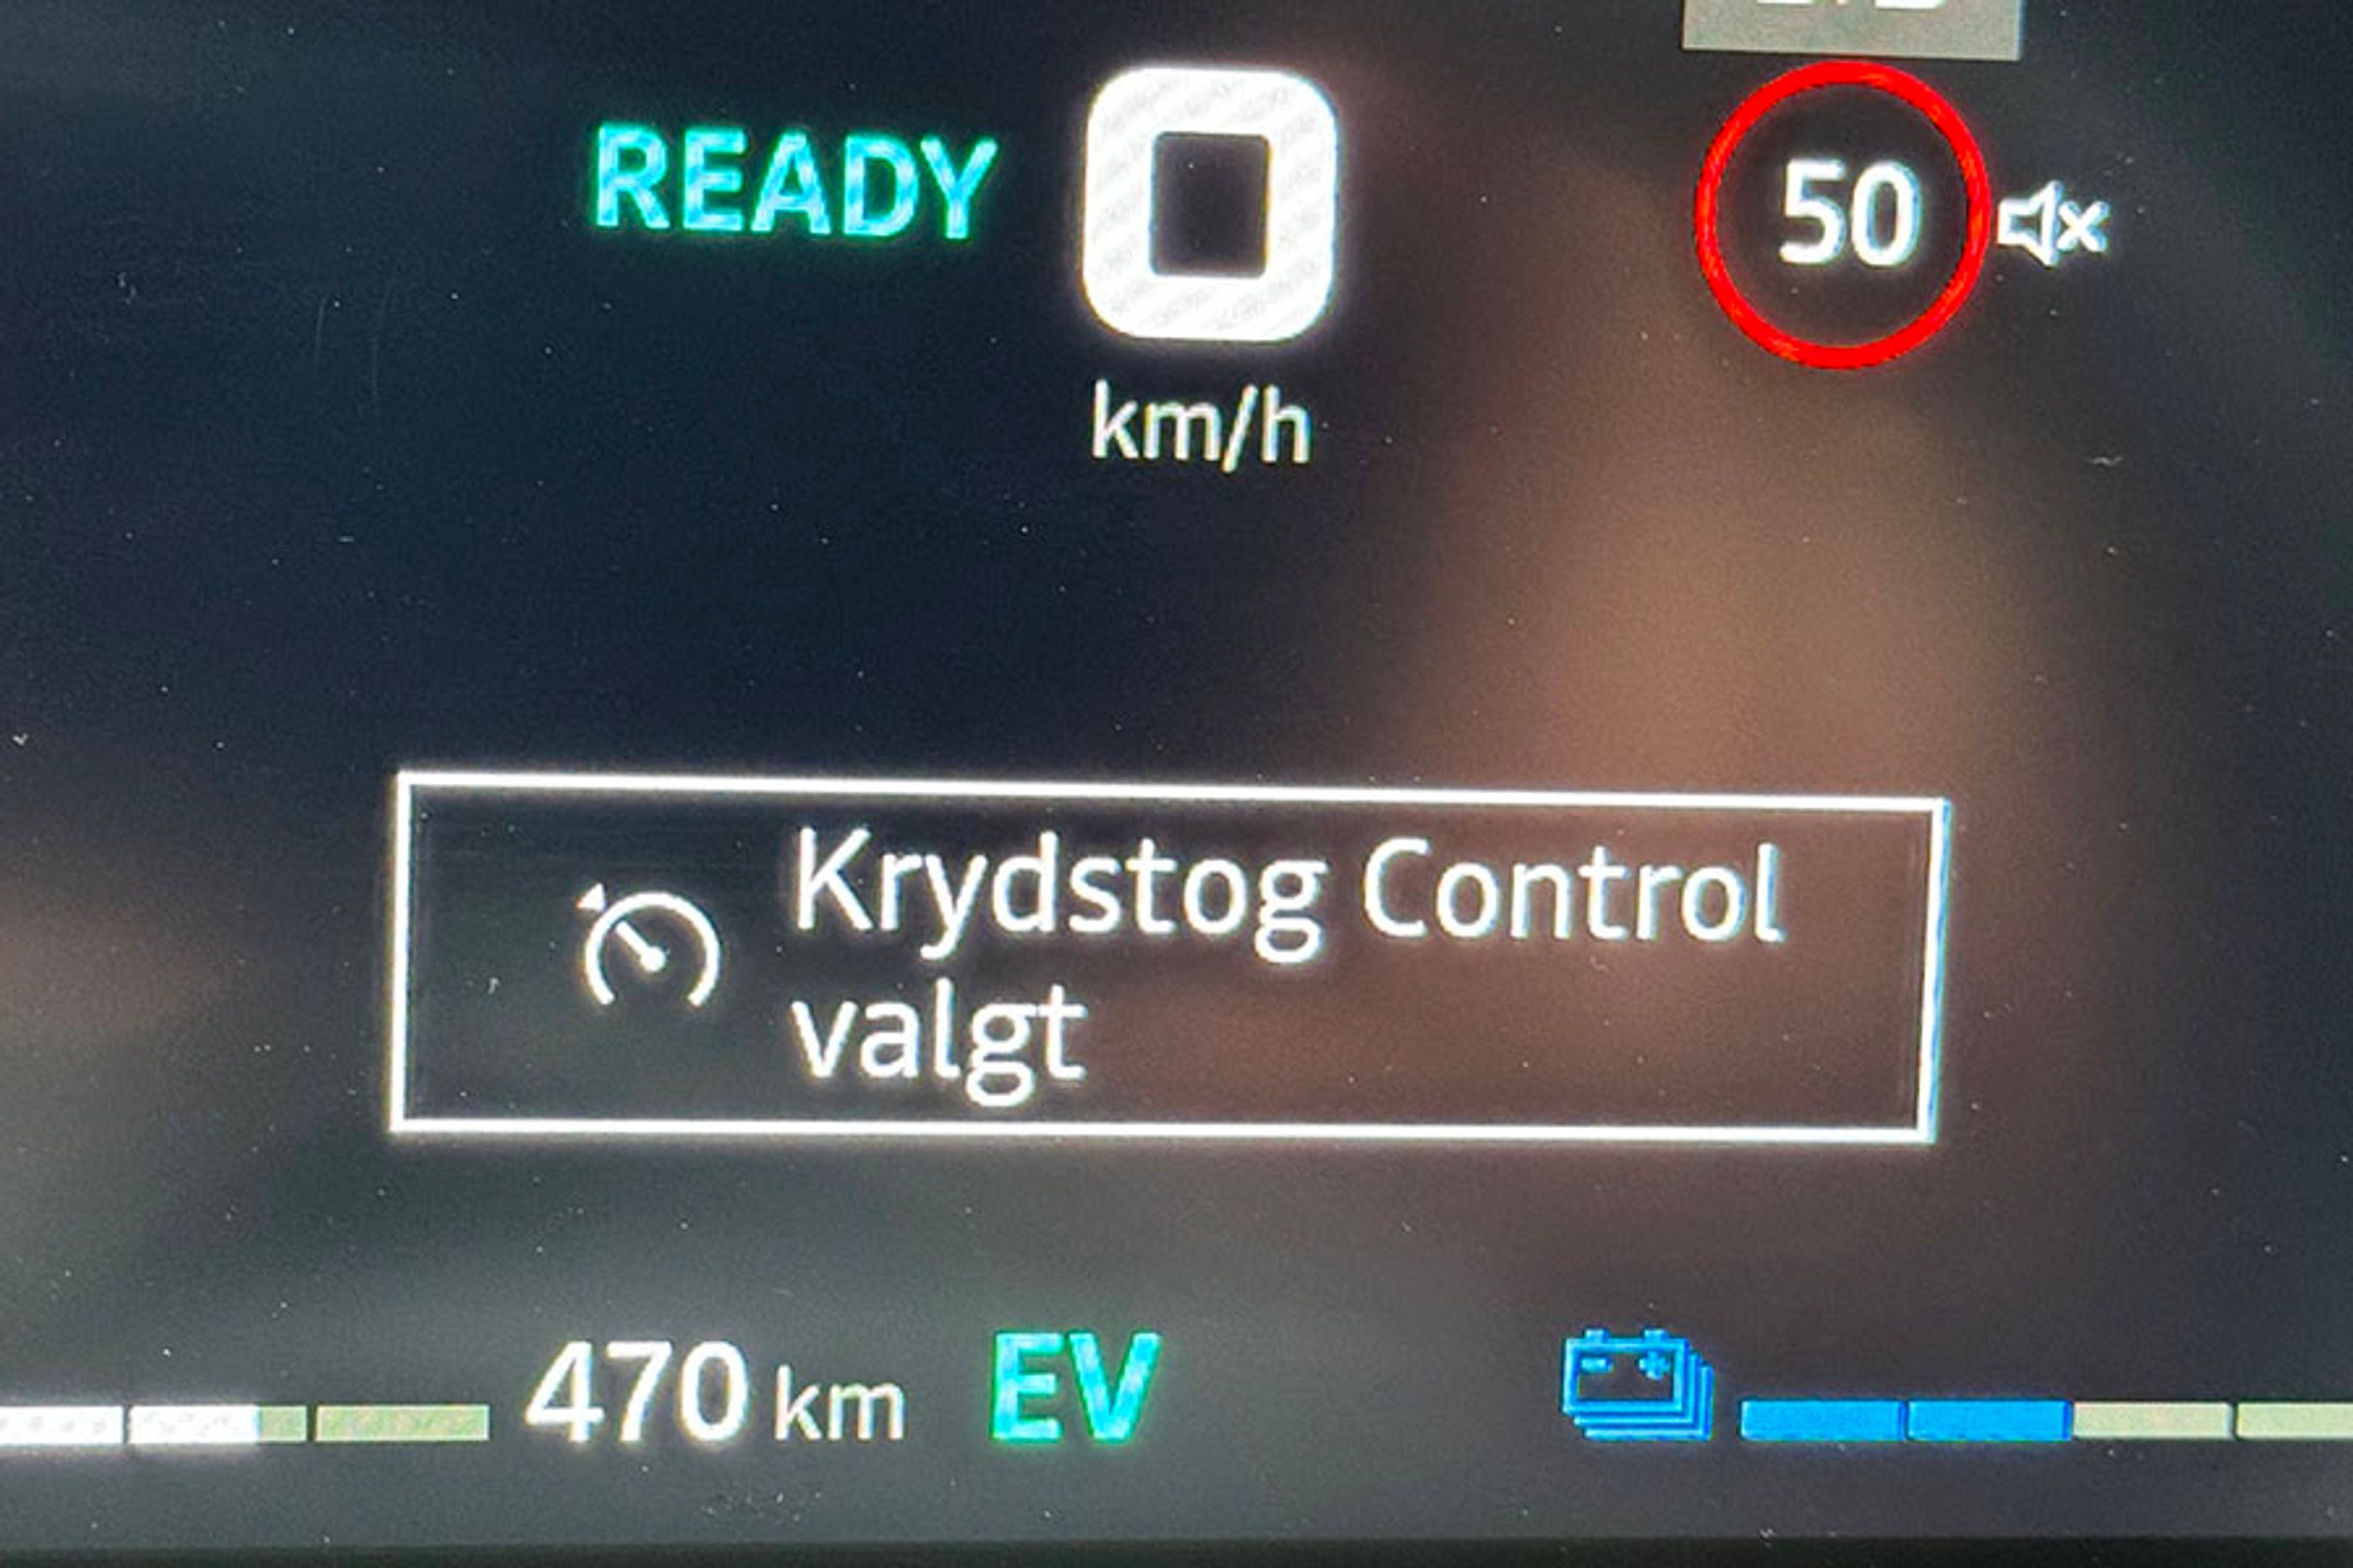 READY 0 50
km/h
Krydstog Control
valgt
470 km EV